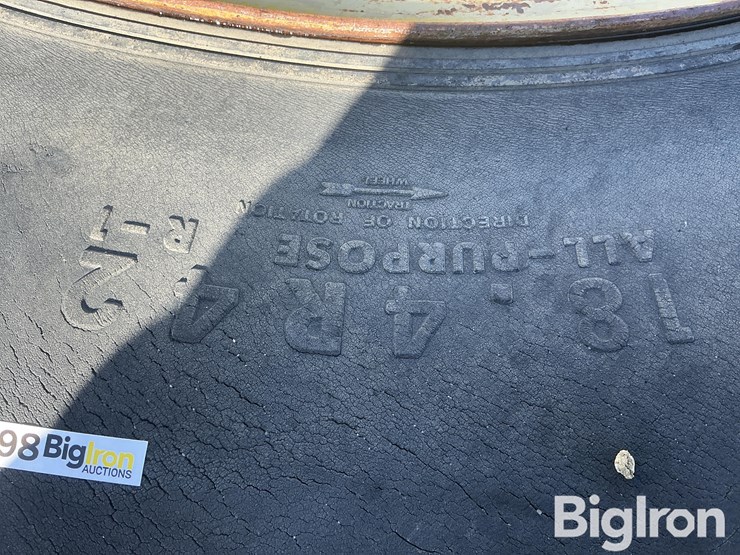 18.4R42
ALL-PURPOSE R-1
DIRECTION OF ROTATION
TRACTION
WHEEL
98 BigIron
AUCTIONS
BigIron